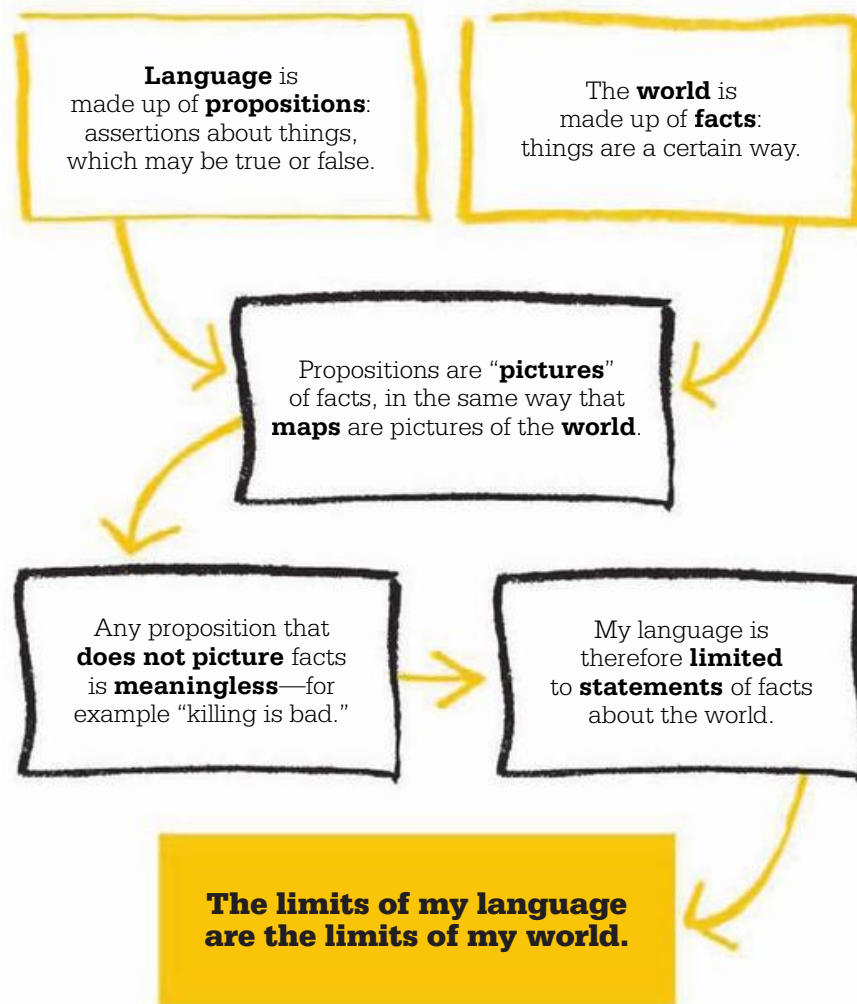 Language is
made up of propositions:
assertions about things,
which may be true or false.
The world is
made up of facts:
things are a certain way.
Propositions are “pictures”
of facts, in the same way that
maps are pictures of the world.
Any proposition that
does not picture facts
is meaningless—for
example “killing is bad.”
My language is
therefore limited
to statements of facts
about the world.
The limits of my language
are the limits of my world.